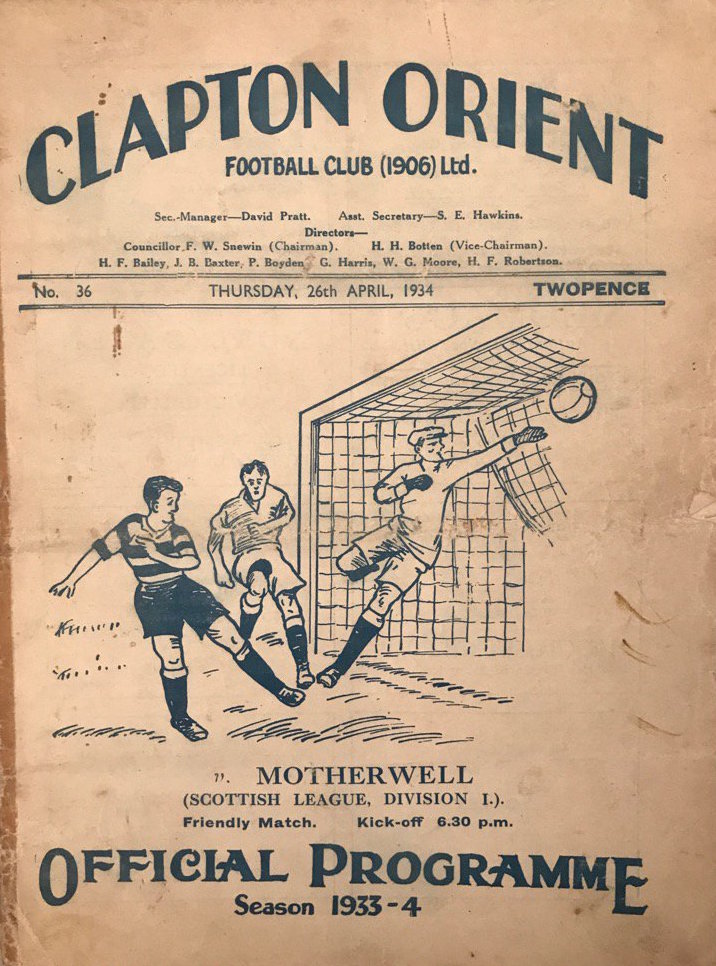 CLAPTON ORIENT
FOOTBALL CLUB (1906) Ltd.
Sec.-Manager—David Pratt. Asst. Secretary—S. E. Hawkins.
Directors—
Councillor F. W. Snewin (Chairman). H. H. Botten (Vice-Chairman).
H. F. Bailey, J. B. Baxter, P. Boyden, G. Harris, W. G. Moore, H. F. Robertson.
No. 36 THURSDAY, 26th APRIL, 1934 TWOPENCE
v. MOTHERWELL
(SCOTTISH LEAGUE, DIVISION I.).
Friendly Match. Kick-off 6.30 p.m.
OFFICIAL PROGRAMME
Season 1933-4